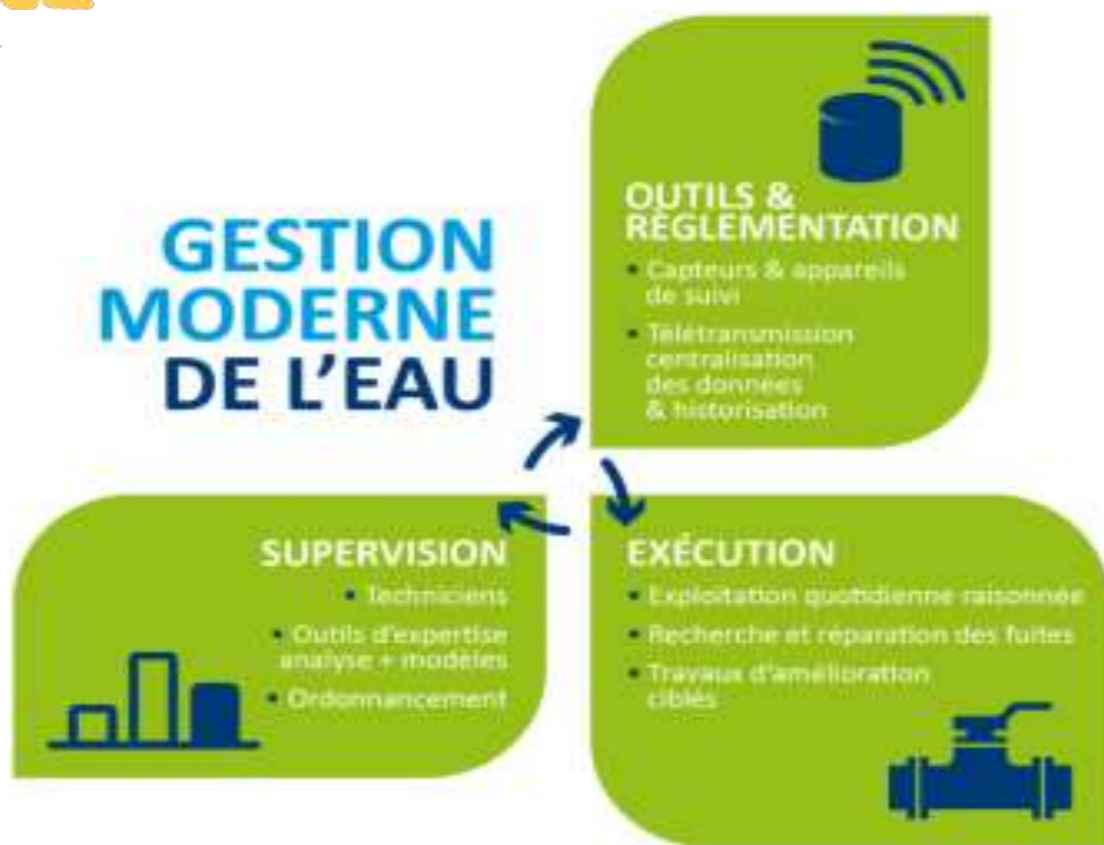 GESTION
MODERNE
DE L'EAU
OUTILS &
RÈGLEMENTATION
• Capteurs & appareils
de suivi
• Télétransmission
centralisation
des données
& historisation
SUPERVISION
• Techniciens
• Outils d'expertise
analyse + modèles
• Ordonnancement
EXÉCUTION
• Exploitation quotidienne raisonnée
• Recherche et réparation des fuites
• Travaux d'amélioration
ciblés